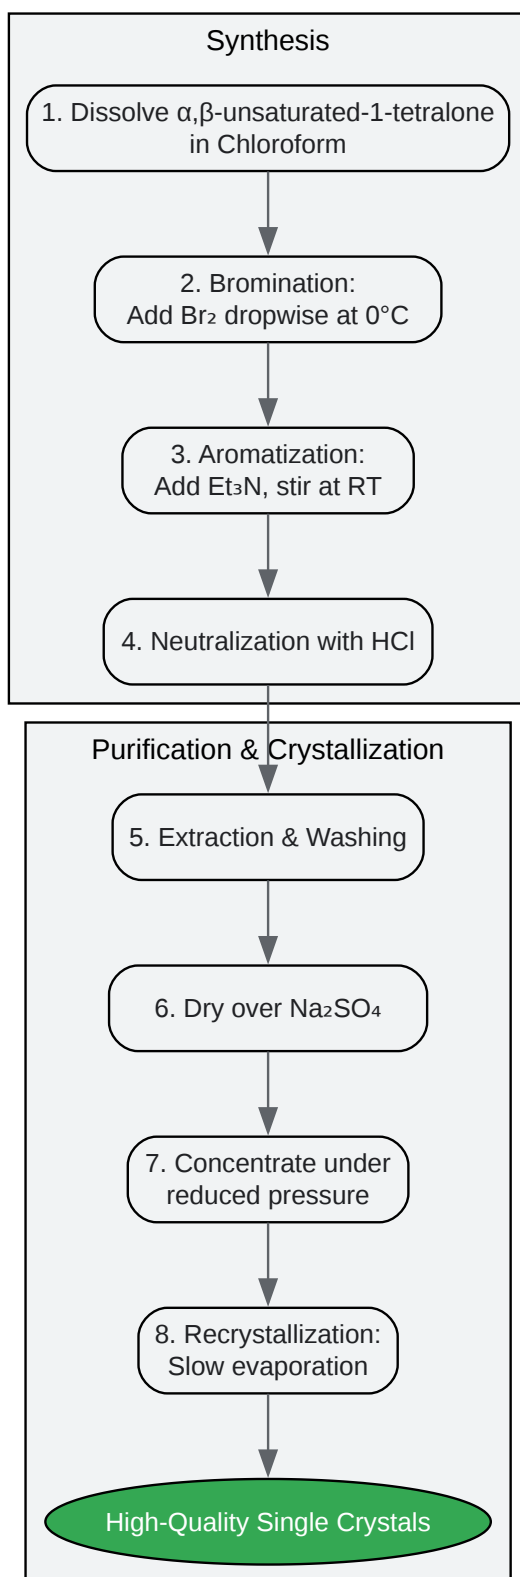 Synthesis
1. Dissolve α,β-unsaturated-1-tetralone
in Chloroform
2. Bromination:
Add Br₂ dropwise at 0°C
3. Aromatization:
Add Et₃N, stir at RT
4. Neutralization with HCl
Purification & Crystallization
5. Extraction & Washing
6. Dry over Na₂SO₄
7. Concentrate under
reduced pressure
8. Recrystallization:
Slow evaporation
High-Quality Single Crystals